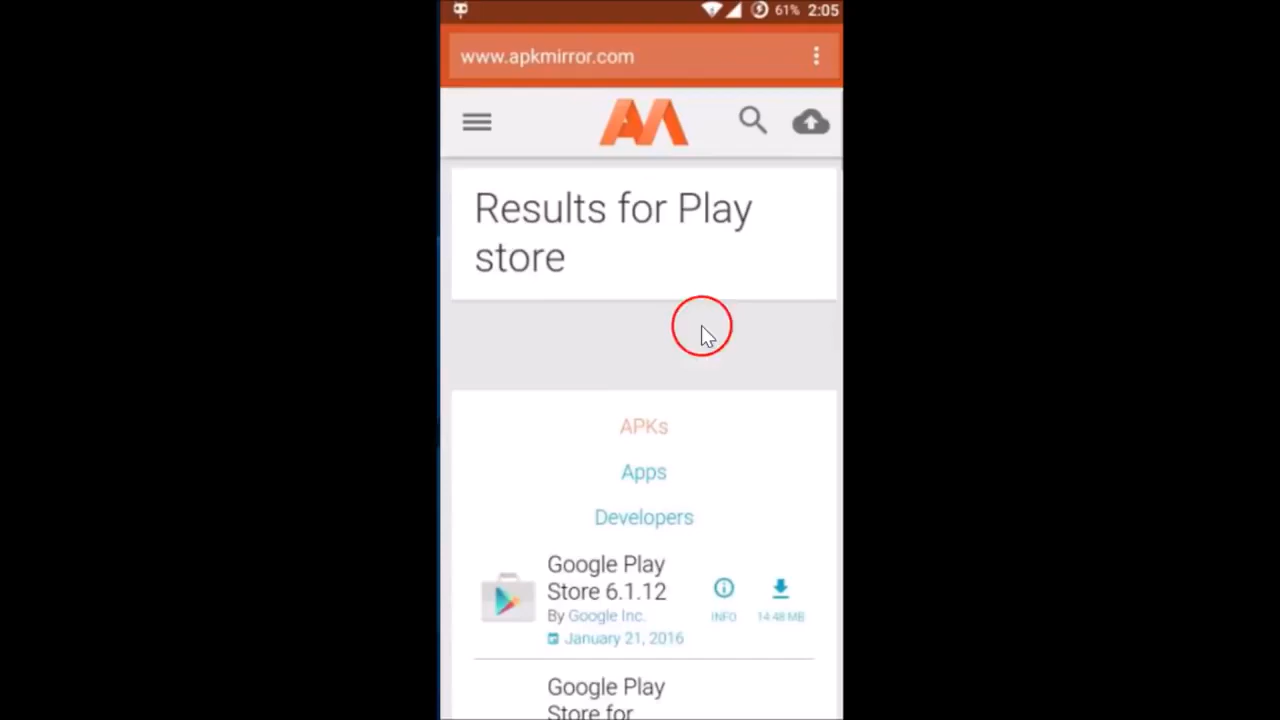 61% 2:05
www.apkmirror.com
Results for Play
store
APKs
Apps
Developers
Google Play
Store 6.1.12
By Google Inc.
January 21, 2016
INFO
14.48 MB
Google Play
Store for